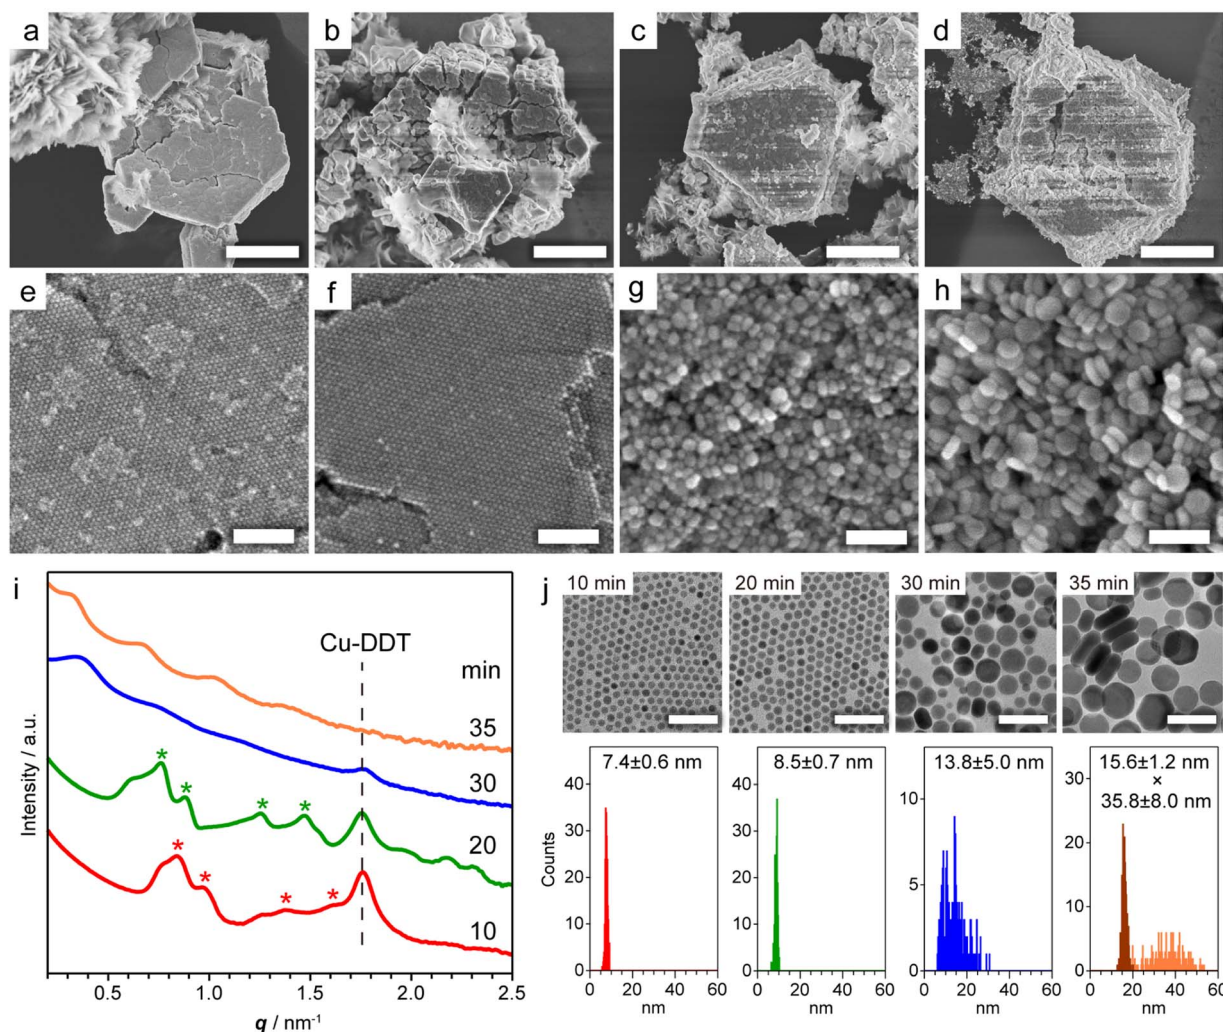 a
b
c
d
e
f
g
h
i
Cu-DDT
min
35
30
20
10
*
*
*
*
*
*
*
*
Intensity / a.u.
0.5
1.0
1.5
2.0
2.5
q / nm⁻¹
j
10 min
20 min
30 min
35 min
7.4±0.6 nm
8.5±0.7 nm
13.8±5.0 nm
15.6±1.2 nm
×
35.8±8.0 nm
Counts
40
30
20
10
0
0 20 40 60
nm
40
30
20
10
0
0 20 40 60
nm
9
6
3
0
0 20 40 60
nm
30
20
10
0
0 20 40 60
nm